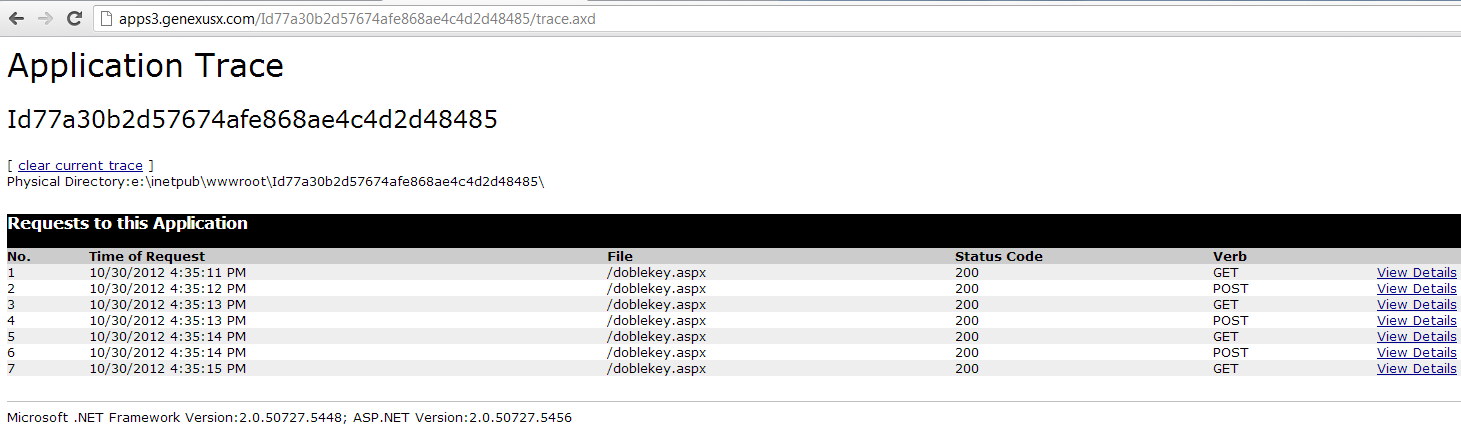 apps3.genexusx.com/Id77a30b2d57674afe868ae4c4d2d48485/trace.axd
Application Trace
Id77a30b2d57674afe868ae4c4d2d48485
[ clear current trace ]
Physical Directory:e:\inetpub\wwwroot\Id77a30b2d57674afe868ae4c4d2d48485\
Requests to this Application
No. Time of Request File Status Code Verb
1 10/30/2012 4:35:11 PM /doblekey.aspx 200 GET View Details
2 10/30/2012 4:35:12 PM /doblekey.aspx 200 POST View Details
3 10/30/2012 4:35:13 PM /doblekey.aspx 200 GET View Details
4 10/30/2012 4:35:13 PM /doblekey.aspx 200 POST View Details
5 10/30/2012 4:35:14 PM /doblekey.aspx 200 GET View Details
6 10/30/2012 4:35:14 PM /doblekey.aspx 200 POST View Details
7 10/30/2012 4:35:15 PM /doblekey.aspx 200 GET View Details
Microsoft .NET Framework Version:2.0.50727.5448; ASP.NET Version:2.0.50727.5456